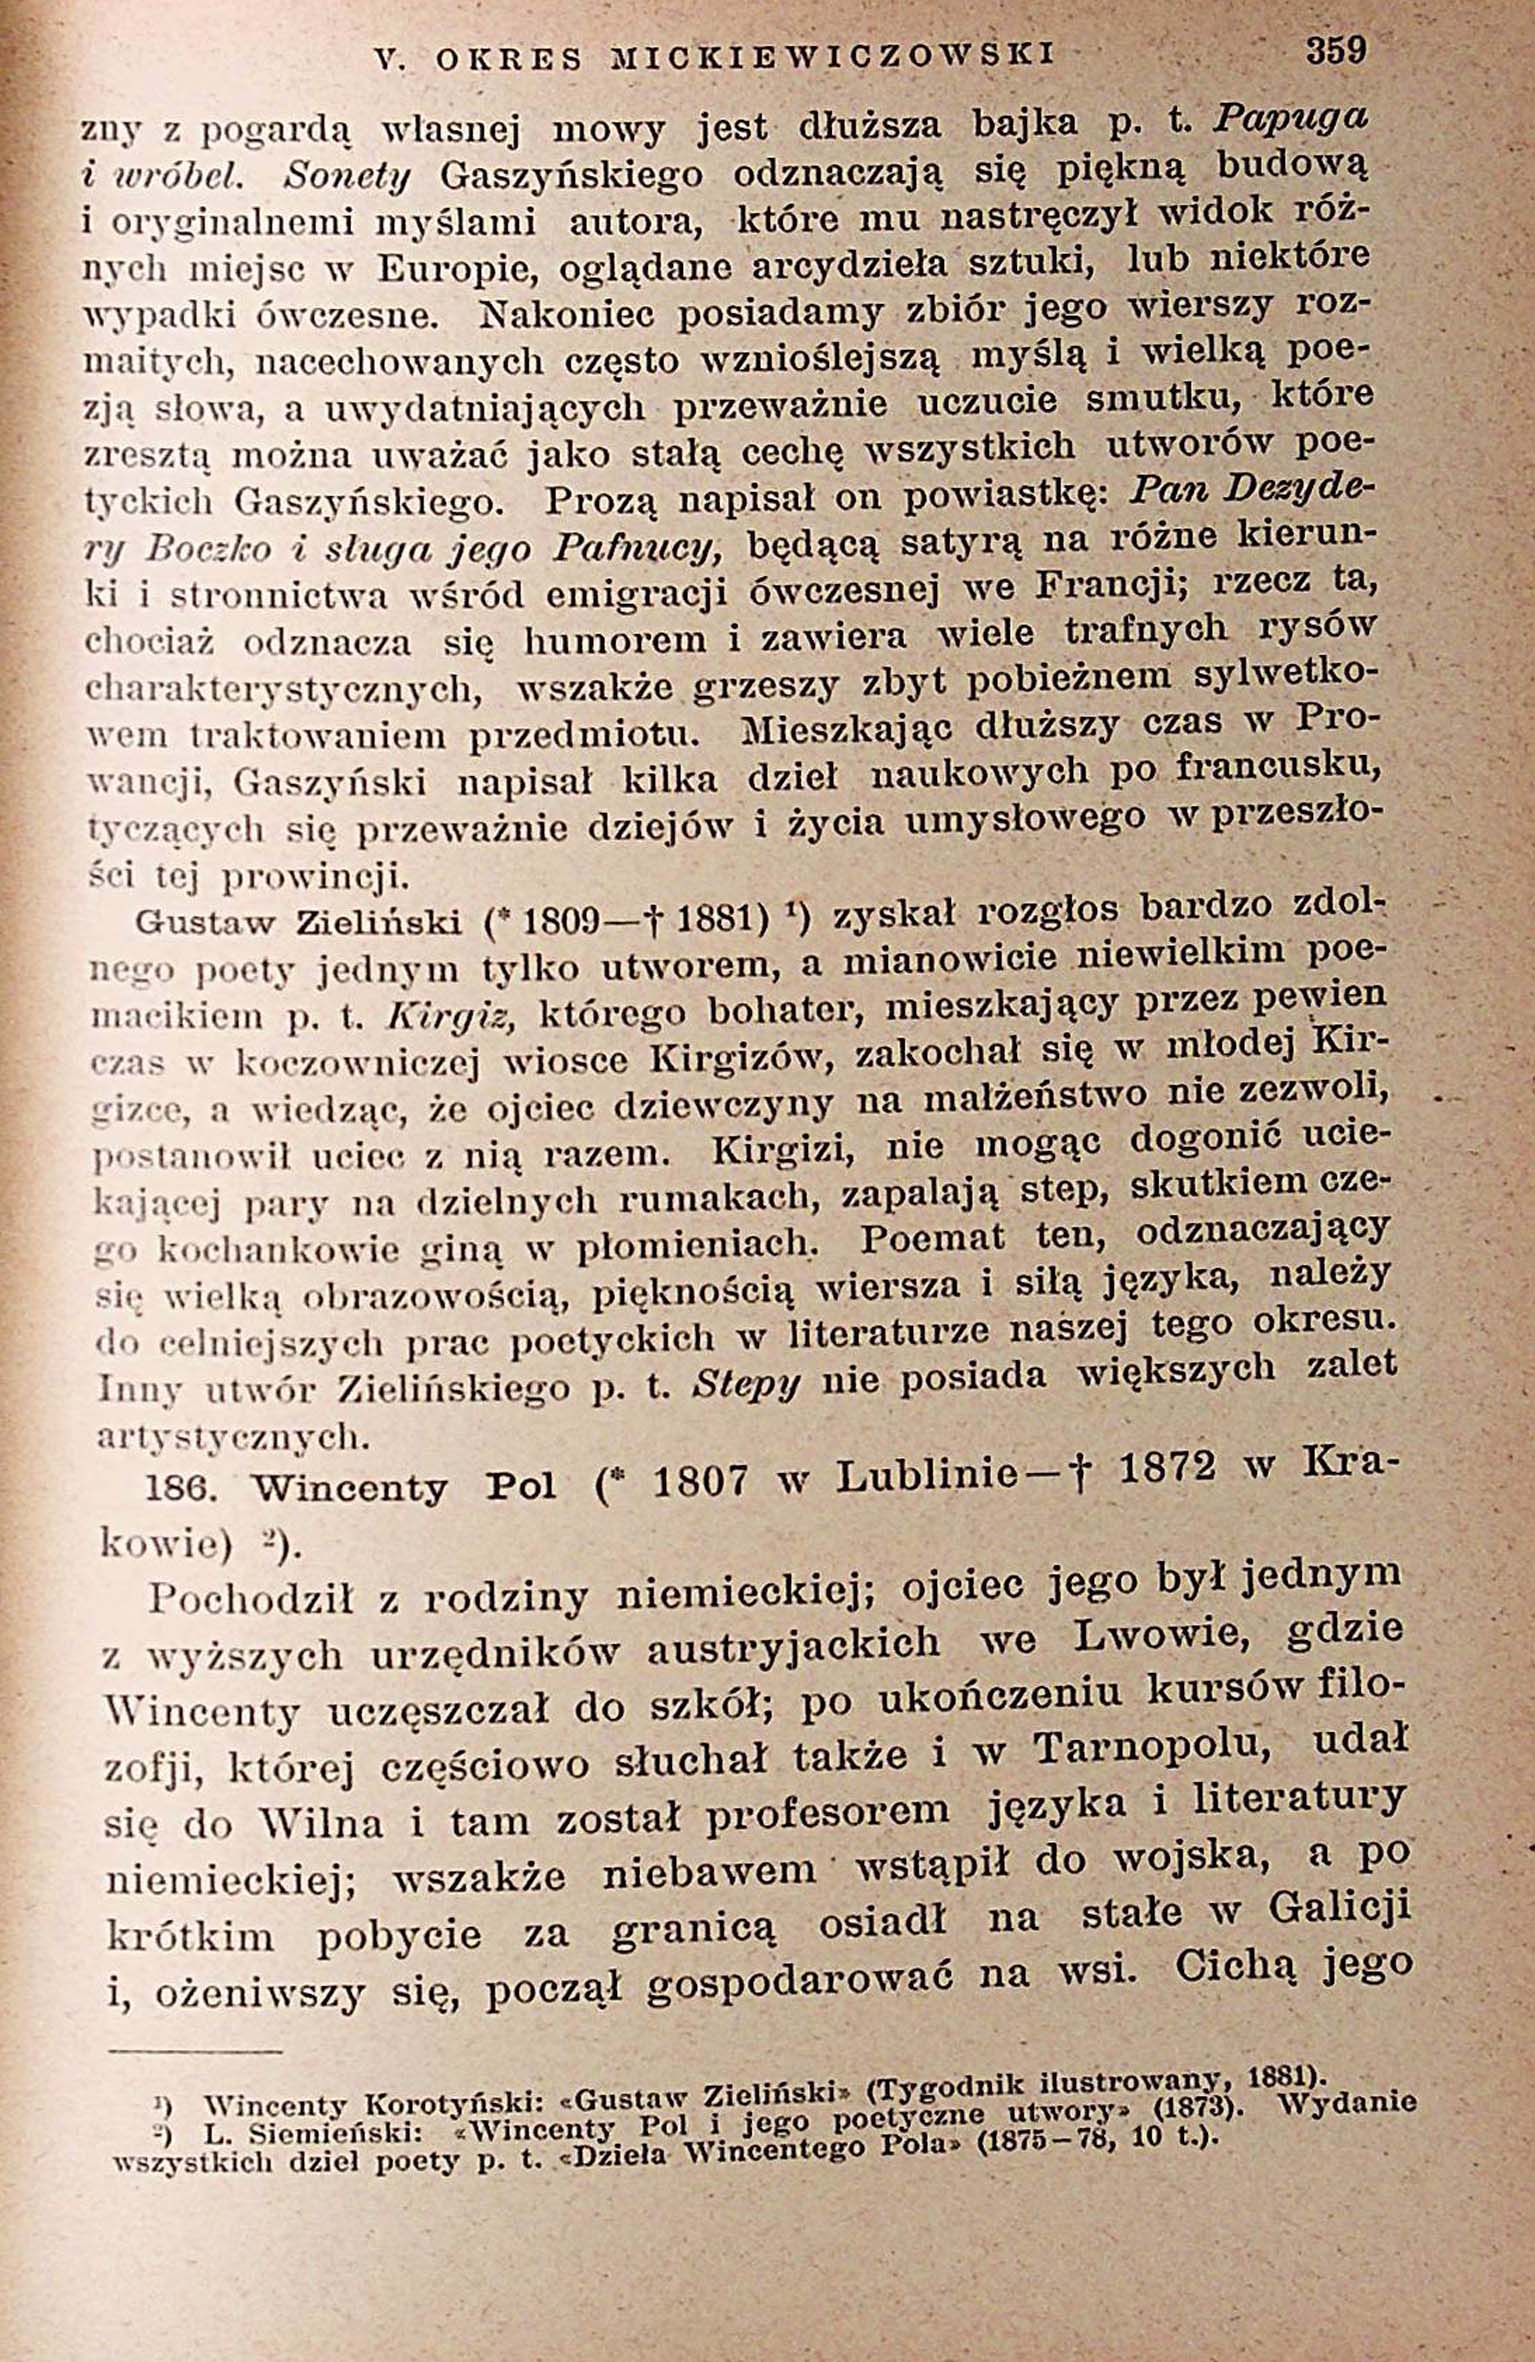 V. OKRES MICKIEWICZOWSKI 359
zny z pogardą własnej mowy jest dłuższa bajka p. t. Papuga
i wróbel. Sonety Gaszyńskiego odznaczają się piękną budową
i oryginalnemi myślami autora, które mu nastręczył widok róż-
nych miejsc w Europie, oglądane arcydzieła sztuki, lub niektóre
wypadki ówczesne. Nakoniec posiadamy zbiór jego wierszy roz-
maitych, nacechowanych często wznioślejszą myślą i wielką poe-
zją słowa, a uwydatniających przeważnie uczucie smutku, które
zresztą można uważać jako stałą cechę wszystkich utworów poe-
tyckich Gaszyńskiego. Prozą napisał on powiastkę: Pan Dezyde-
ry Boczko i sługa jego Pafnucy, będącą satyrą na różne kierun-
ki i stronnictwa wśród emigracji ówczesnej we Francji; rzecz ta,
chociaż odznacza się humorem i zawiera wiele trafnych rysów
charakterystycznych, wszakże grzeszy zbyt pobieżnem sylwetko-
wem traktowaniem przedmiotu. Mieszkając dłuższy czas w Pro-
wancji, Gaszyński napisał kilka dzieł naukowych po francusku,
tyczących się przeważnie dziejów i życia umysłowego w przeszło-
ści tej prowincji.
Gustaw Zieliński (* 1809—† 1881) ¹) zyskał rozgłos bardzo zdol-
nego poety jednym tylko utworem, a mianowicie niewielkim poe-
macikiem p. t. Kirgiz, którego bohater, mieszkający przez pewien
czas w koczowniczej wiosce Kirgizów, zakochał się w młodej Kir-
gizce, a wiedząc, że ojciec dziewczyny na małżeństwo nie zezwoli,
postanowił uciec z nią razem. Kirgizi, nie mogąc dogonić ucie-
kającej pary na dzielnych rumakach, zapalają step, skutkiem cze-
go kochankowie giną w płomieniach. Poemat ten, odznaczający
się wielką obrazowością, pięknością wiersza i siłą języka, należy
do celniejszych prac poetyckich w literaturze naszej tego okresu.
Inny utwór Zielińskiego p. t. Stepy nie posiada większych zalet
artystycznych.
186. Wincenty Pol (* 1807 w Lublinie—† 1872 w Kra-
kowie) ²).
Pochodził z rodziny niemieckiej; ojciec jego był jednym
z wyższych urzędników austryjackich we Lwowie, gdzie
Wincenty uczęszczał do szkół; po ukończeniu kursów filo-
zofji, której częściowo słuchał także i w Tarnopolu, udał
się do Wilna i tam został profesorem języka i literatury
niemieckiej; wszakże niebawem wstąpił do wojska, a po
krótkim pobycie za granicą osiadł na stałe w Galicji
i, ożeniwszy się, począł gospodarować na wsi. Cichą jego
¹) Wincenty Korotyński: «Gustaw Zieliński» (Tygodnik ilustrowany, 1881).
²) L. Siemieński: «Wincenty Pol i jego poetyczne utwory» (1873). Wydanie
wszystkich dzieł poety p. t. «Dzieła Wincentego Pola» (1875—78, 10 t.).